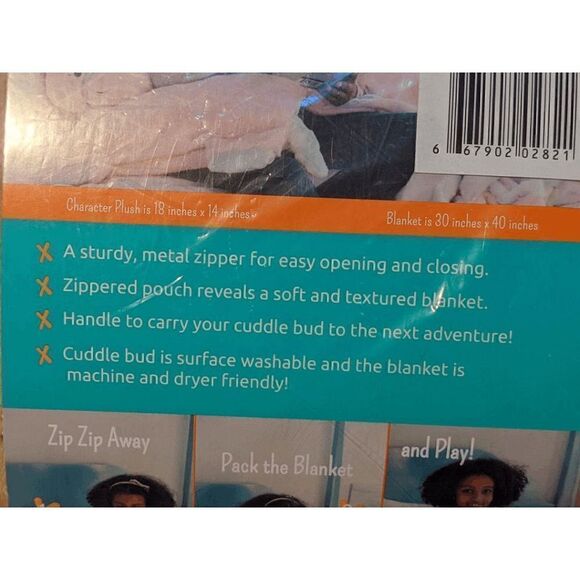 6 67902 02821
Character Plush is 18 inches x 14 inches
Blanket is 30 inches x 40 inches
A sturdy, metal zipper for easy opening and closing.
Zippered pouch reveals a soft and textured blanket.
Handle to carry your cuddle bud to the next adventure!
Cuddle bud is surface washable and the blanket is
machine and dryer friendly!
Zip Zip Away
Pack the Blanket
and Play!